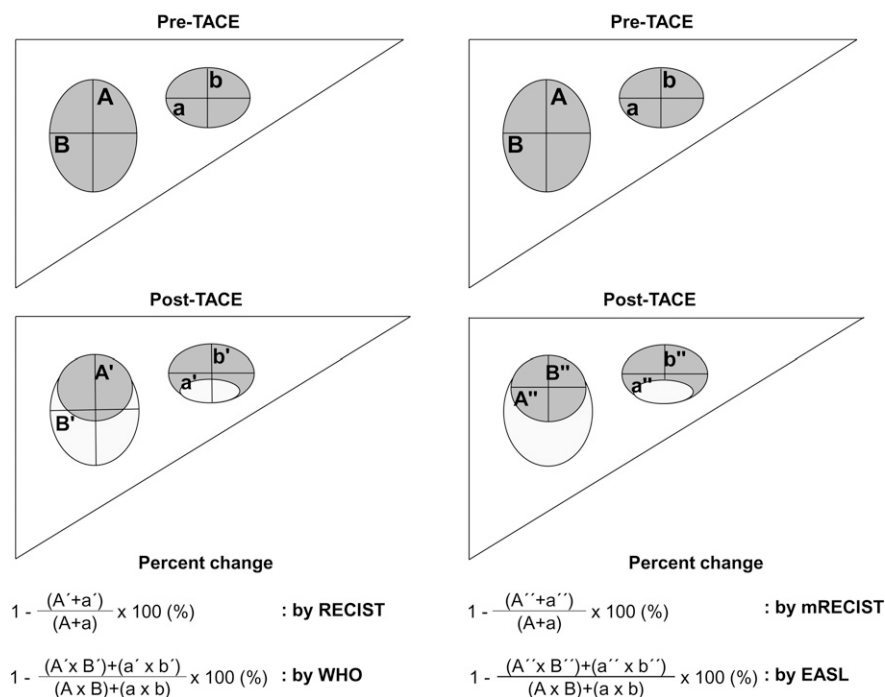 Pre-TACE Pre-TACE
A b A b
a a
B B
Post-TACE Post-TACE
A' b' B'' b''
a' A'' a''
B'
Percent change Percent change
1 - (A´+a´) / (A+a) x 100 (%) : by RECIST 1 - (A´´+a´´) / (A+a) x 100 (%) : by mRECIST
1 - (A´x B´)+(a´ x b´) / (A x B)+(a x b) x 100 (%) : by WHO 1 - (A´´x B´´)+(a´´ x b´´) / (A x B)+(a x b) x 100 (%) : by EASL